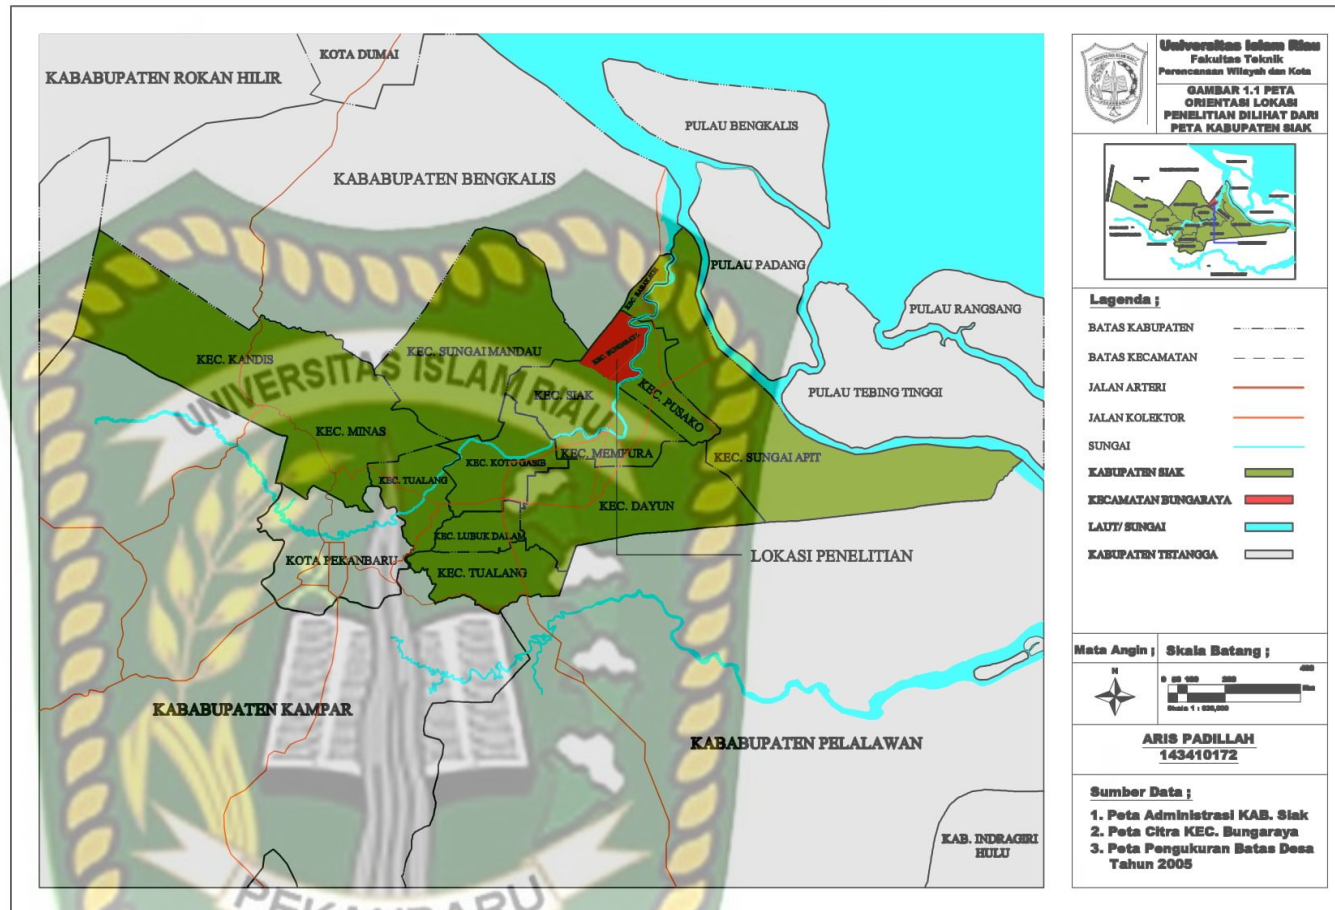 KOTA DUMAI
KABABUPATEN ROKAN HILIR
PULAU BENGKALIS
KABABUPATEN BENGKALIS
PULAU PADANG
PULAU RANGSANG
KEC. KANDIS
KEC. SUNGAI MANDAU
KEC. SIAK
KEC. PUSAKO
PULAU TEBING TINGGI
KEC. MINAS
KEC. MEMPURA
KEC. SUNGAI APIT
KEC. KOTO GASIB
KEC. TUALANG
KEC. DAYUN
KEC. LUBUK DALAM
LOKASI PENELITIAN
KOTA PEKANBARU
KEC. TUALANG
KABABUPATEN KAMPAR
KABABUPATEN PELALAWAN
KAB. INDRAGIRI
HULU
UNIVERSITAS ISLAM RIAU
PEKANBARU
Universitas Islam Riau
Fakultas Teknik
Perencanaan Wilayah dan Kota
GAMBAR 1.1 PETA
ORIENTASI LOKASI
PENELITIAN DILIHAT DARI
PETA KABUPATEN SIAK
Lagenda ;
BATAS KABUPATEN
BATAS KECAMATAN
JALAN ARTERI
JALAN KOLEKTOR
SUNGAI
KABUPATEN SIAK
KECAMATAN BUNGARAYA
LAUT/ SUNGAI
KABUPATEN TETANGGA
Mata Angin ;
Skala Batang ;
N
ARIS PADILLAH
143410172
Sumber Data ;
1. Peta Administrasi KAB. Siak
2. Peta Citra KEC. Bungaraya
3. Peta Pengukuran Batas Desa
Tahun 2005